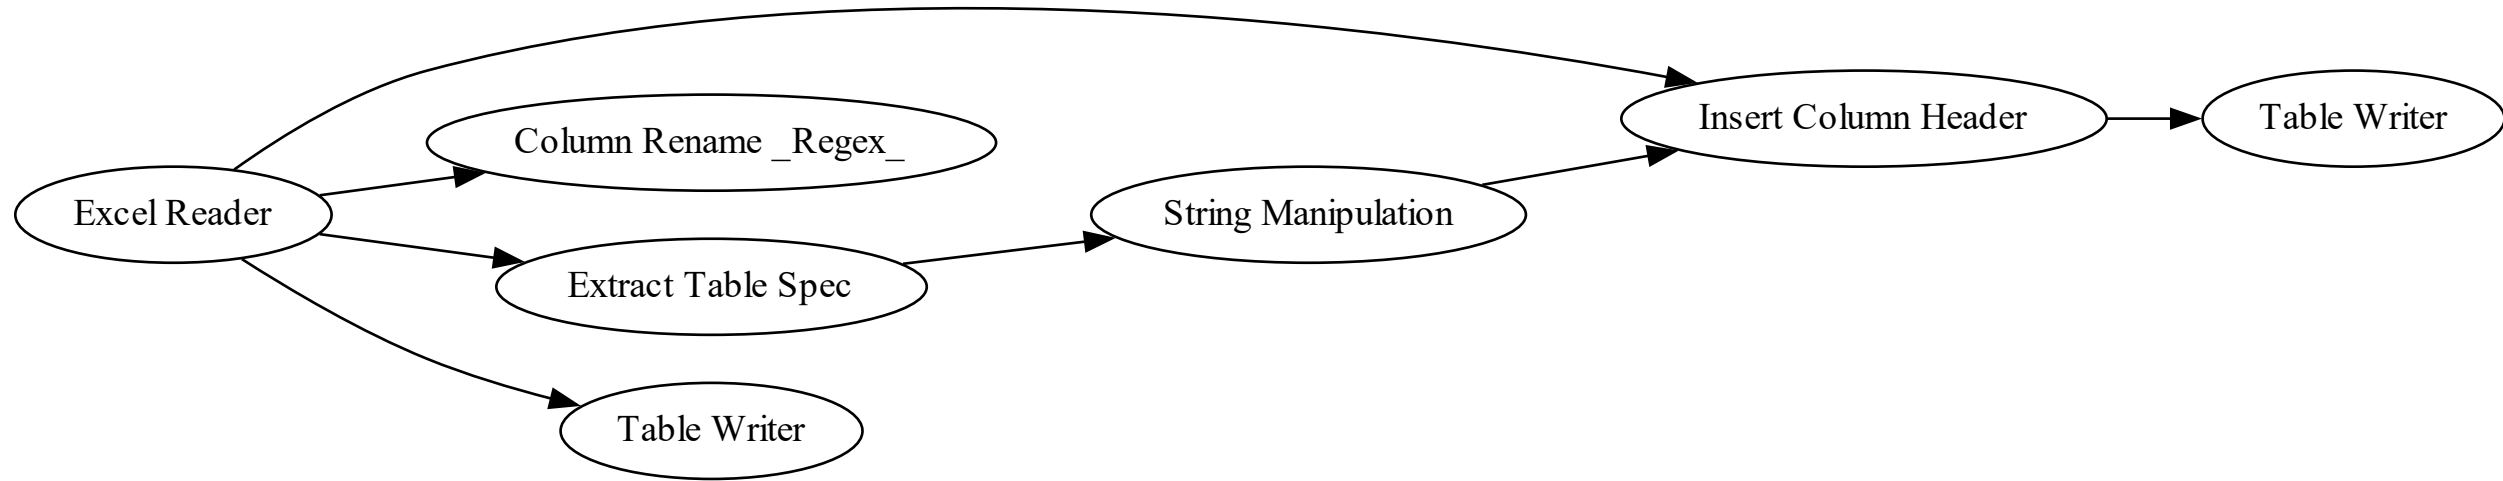 Excel Reader
Column Rename _Regex_
Extract Table Spec
Table Writer
String Manipulation
Insert Column Header
Table Writer